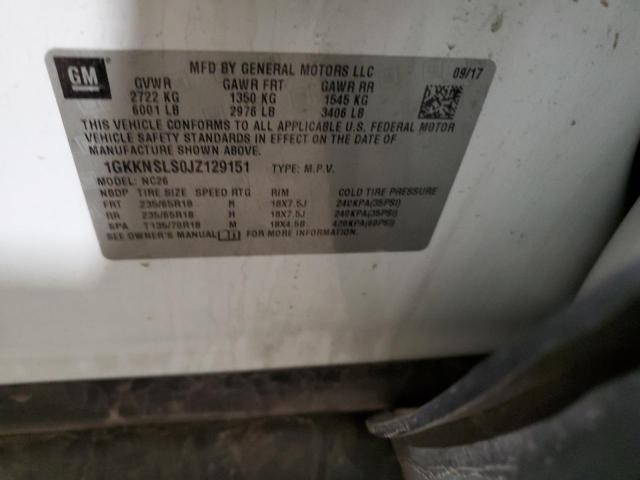 GM
MFD BY GENERAL MOTORS LLC 09/17
GVWR GAWR FRT GAWR RR
2722 KG 1350 KG 1545 KG
6001 LB 2976 LB 3406 LB
THIS VEHICLE CONFORMS TO ALL APPLICABLE U.S. FEDERAL MOTOR
VEHICLE SAFETY STANDARDS IN EFFECT ON THE DATE OF
MANUFACTURE SHOWN ABOVE.
1GKKNSLS0JZ129151 TYPE: M.P.V.
MODEL: NC26
NBDP TIRE SIZE SPEED RTG RIM COLD TIRE PRESSURE
FRT 235/65R18 H 18X7.5J 240KPA(35PSI)
RR 235/65R18 H 18X7.5J 240KPA(35PSI)
SPA T135/70R18 M 18X4.5B 420KPA(60PSI)
SEE OWNER'S MANUAL FOR MORE INFORMATION.